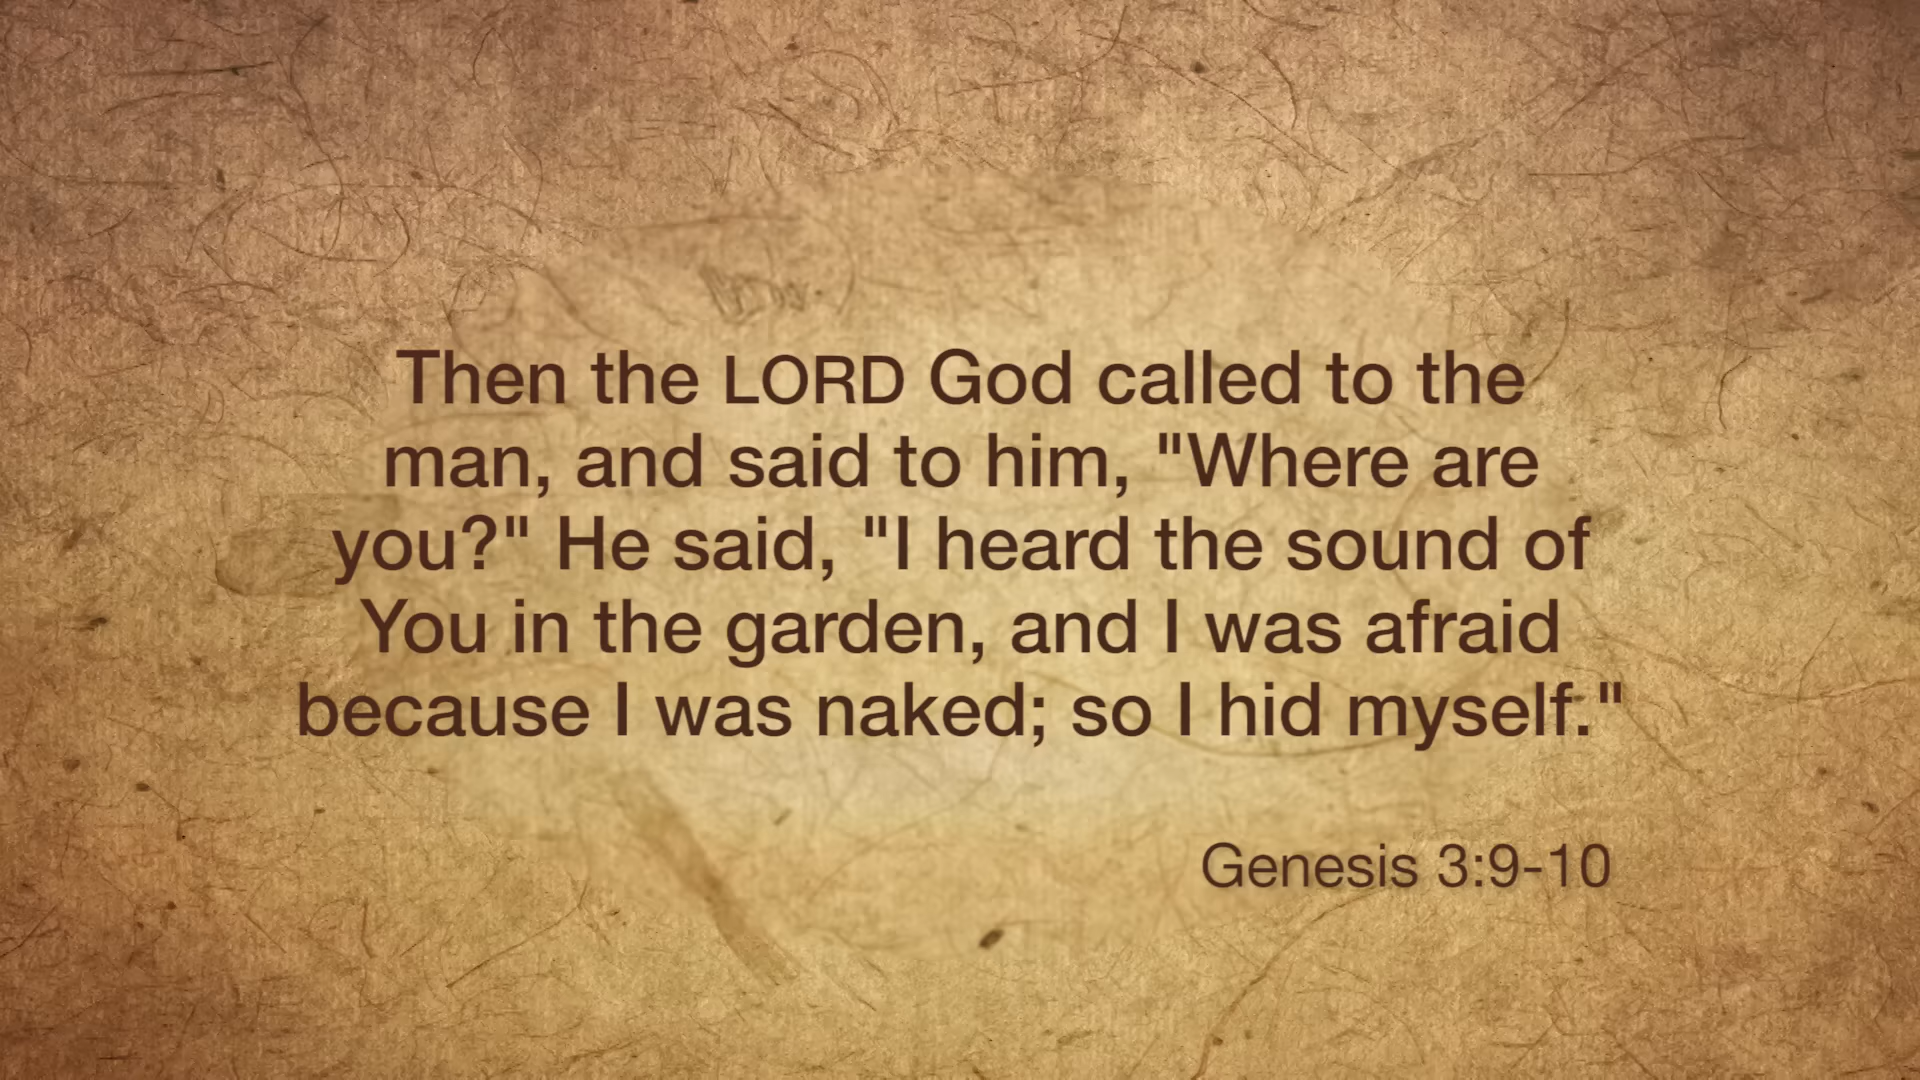 Then the LORD God called to the
man, and said to him, "Where are
you?" He said, "I heard the sound of
You in the garden, and I was afraid
because I was naked; so I hid myself."
Genesis 3:9-10